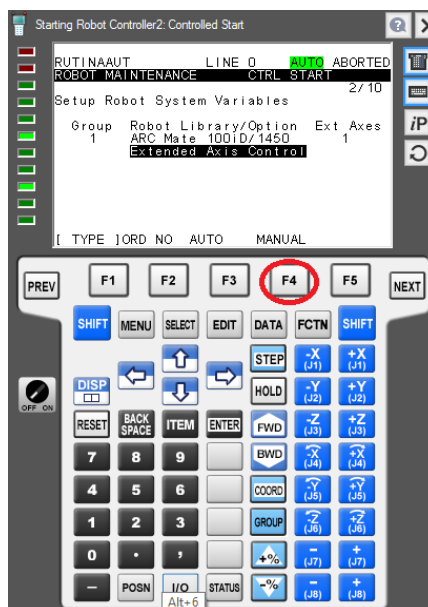 Starting Robot Controller2: Controlled Start
RUTINAAUT LINE 0 AUTO ABORTED
ROBOT MAINTENANCE CTRL START
2/10
Setup Robot System Variables
Group Robot Library/Option Ext Axes
1 ARC Mate 100iD/1450 1
Extended Axis Control
[ TYPE ]ORD NO AUTO MANUAL
iP
PREV F1 F2 F3 F4 F5 NEXT
SHIFT MENU SELECT EDIT DATA FCTN SHIFT
STEP -X (J1) +X (J1)
DISP HOLD -Y (J2) +Y (J2)
OFF ON
RESET BACK SPACE ITEM ENTER FWD -Z (J3) +Z (J3)
7 8 9 BWD -X (J4) +X (J4)
4 5 6 COORD -Y (J5) +Y (J5)
1 2 3 GROUP -Z (J6) +Z (J6)
0 . , +% - (J7) + (J7)
- POSN I/O STATUS -% - (J8) + (J8)
Alt+6